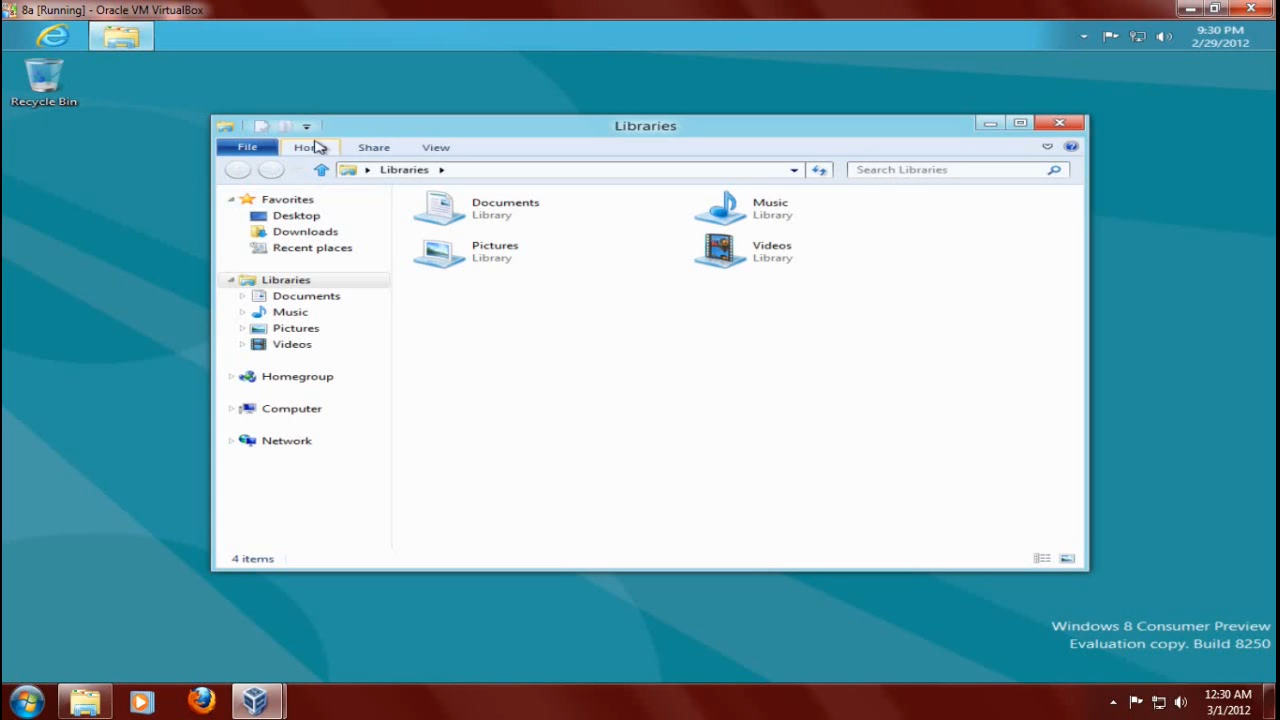 8a [Running] - Oracle VM VirtualBox
9:30 PM
2/29/2012
Recycle Bin
Libraries
File
Share
View
Libraries
Search Libraries
Favorites
Desktop
Downloads
Recent places
Libraries
Documents
Music
Pictures
Videos
Homegroup
Computer
Network
Documents
Library
Music
Library
Pictures
Library
Videos
Library
4 items
Windows 8 Consumer Preview
Evaluation copy. Build 8250
12:30 AM
3/1/2012